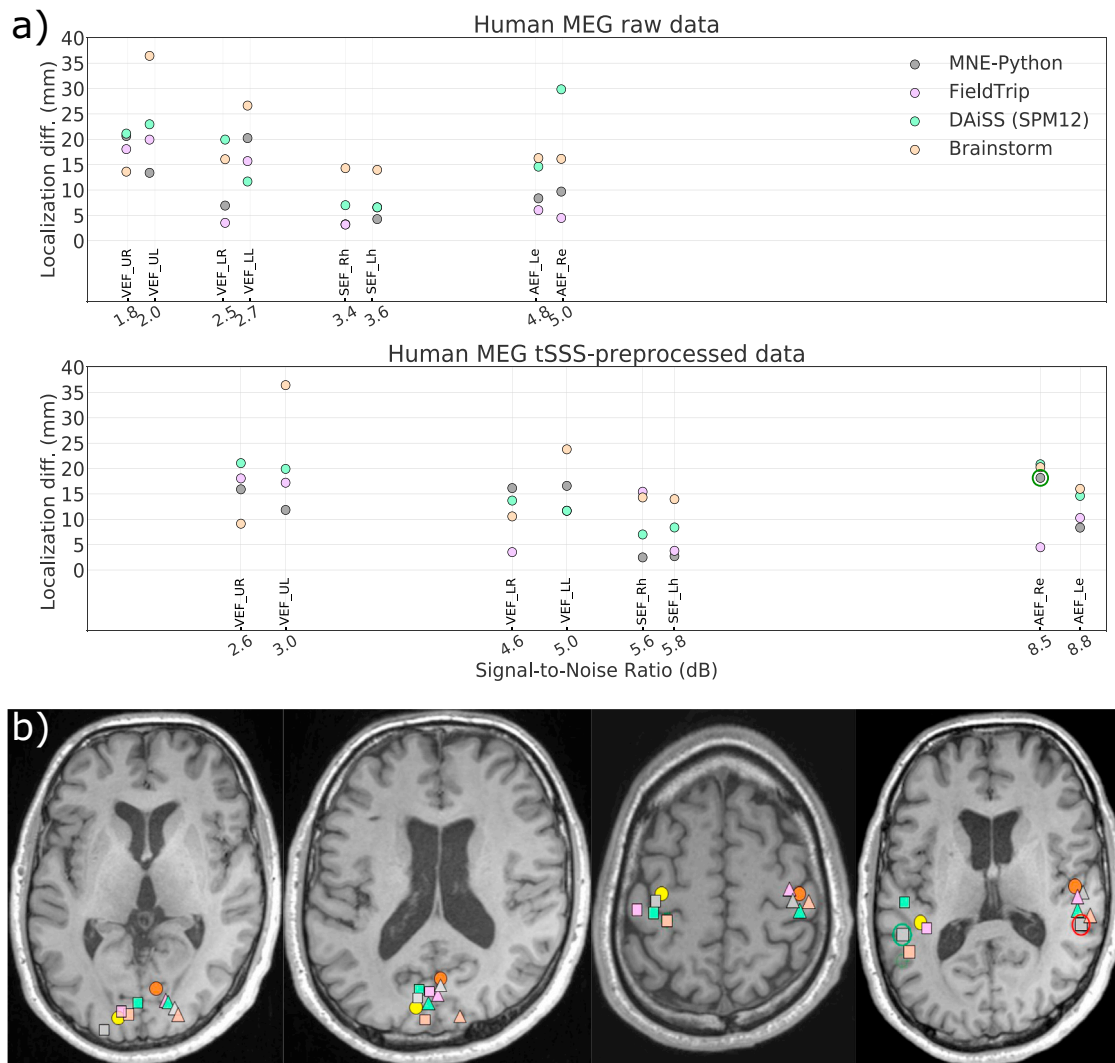 a)
Human MEG raw data
Localization diff. (mm)
40
35
30
25
20
15
10
5
0
MNE-Python
FieldTrip
DAiSS (SPM12)
Brainstorm
VEF_UR
VEF_UL
VEF_LR
VEF_LL
SEF_Rh
SEF_Lh
AEF_Le
AEF_Re
1.8
2.0
2.5
2.7
3.4
3.6
4.8
5.0
Human MEG tSSS-preprocessed data
Localization diff. (mm)
40
35
30
25
20
15
10
5
0
VEF_UR
VEF_UL
VEF_LR
VEF_LL
SEF_Rh
SEF_Lh
AEF_Re
AEF_Le
2.6
3.0
4.6
5.0
5.6
5.8
8.5
8.8
Signal-to-Noise Ratio (dB)
b)